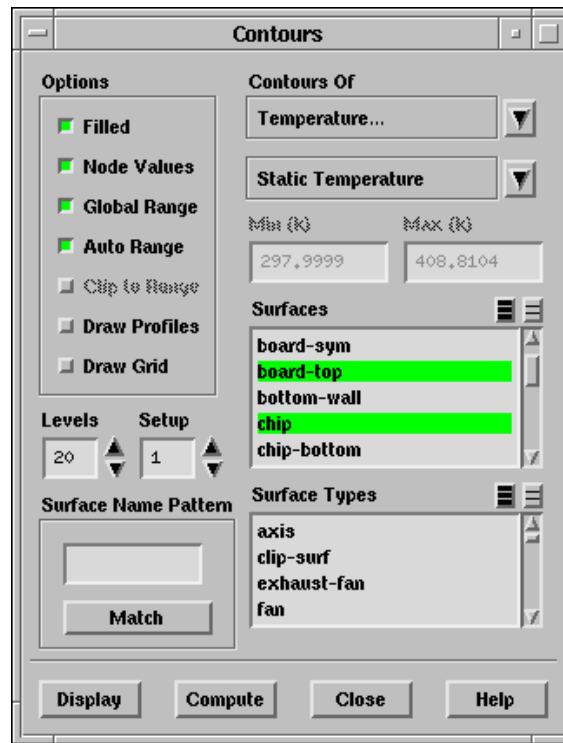 Contours
Options
Filled
Node Values
Global Range
Auto Range
Clip to Range
Draw Profiles
Draw Grid
Levels
Setup
20
1
Surface Name Pattern
Match
Contours Of
Temperature...
Static Temperature
Min (k)
Max (k)
297.9999
408.8104
Surfaces
board-sym
board-top
bottom-wall
chip
chip-bottom
Surface Types
axis
clip-surf
exhaust-fan
fan
Display
Compute
Close
Help